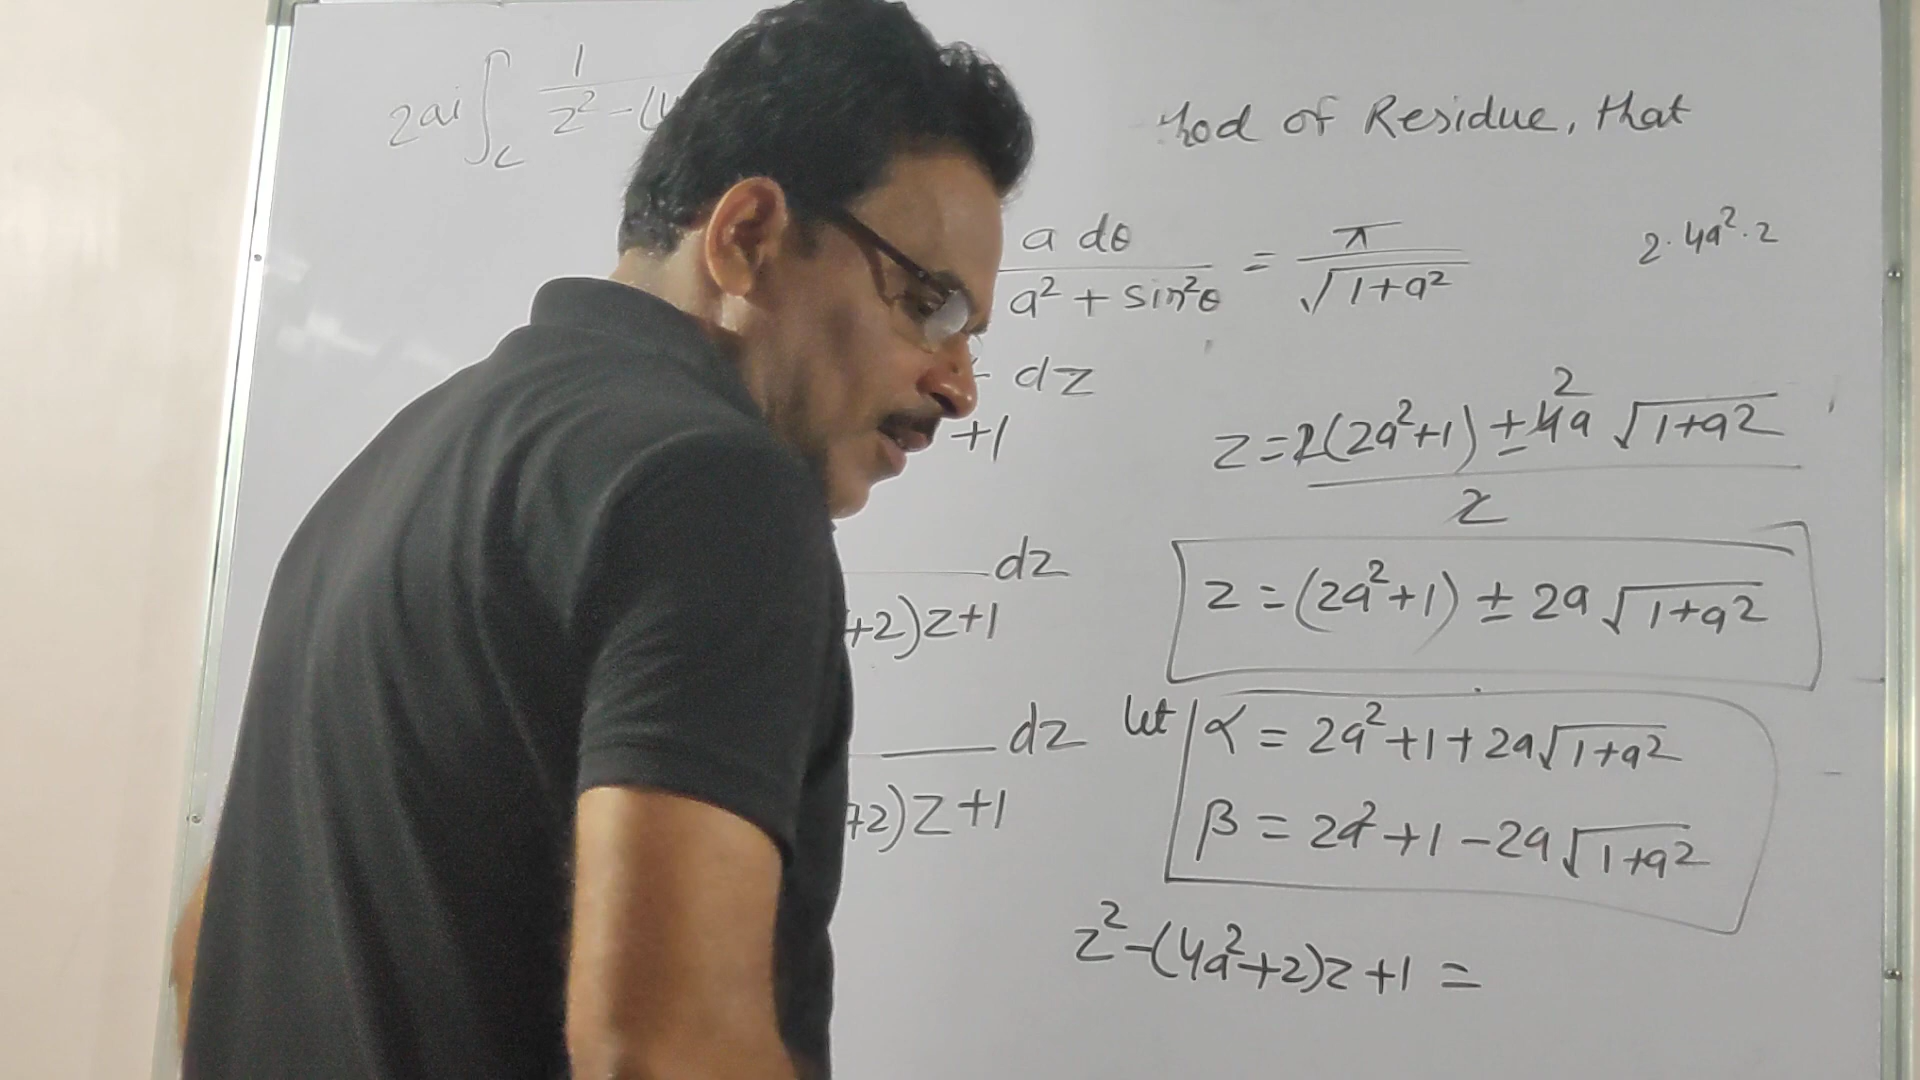 2ai ∫_C 1 / z² - (4
hod of Residue, that
a dθ / a² + sin²θ = π / √1+a²
2·4a²·2
dz
+1
z = 2(2a²+1) ± 4a √1+a² / 2
2
dz
+2)z+1
z = (2a²+1) ± 2a √1+a²
dz
+2)z+1
let α = 2a²+1+2a√1+a²
β = 2a²+1-2a√1+a²
z²-(4a²+2)z+1 =